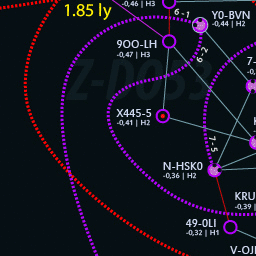 -0,46 | H3
1.85 ly
6 - 1
Y0-BVN
-0,44 | H2
9OO-LH
-0,47 | H3
6 - 2
7-
X445-5
-0,41 | H2
7 - 5
N-HSK0
-0,36 | H2
KRU
-0,39 |
49-0LI
-0,32 | H1
V-OJ